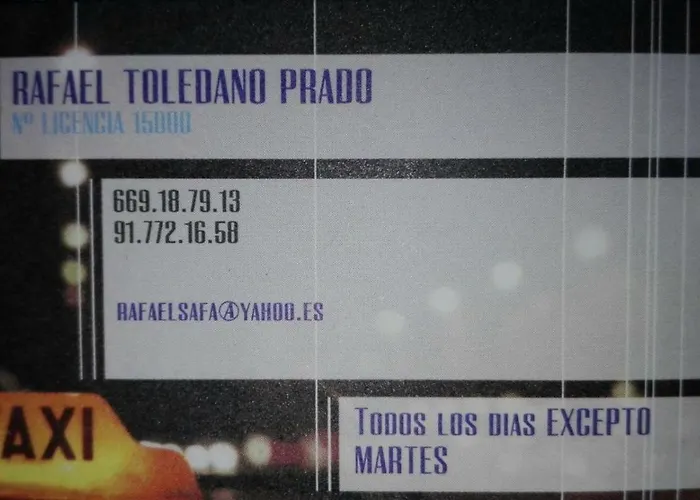 RAFAEL TOLEDANO PRADO
Nº LICENCIA 15000
669.18.79.13
91.772.16.58
RAFAELSAFA@YAHOO.ES
TODOS LOS DIAS EXCEPTO
MARTES
AXI